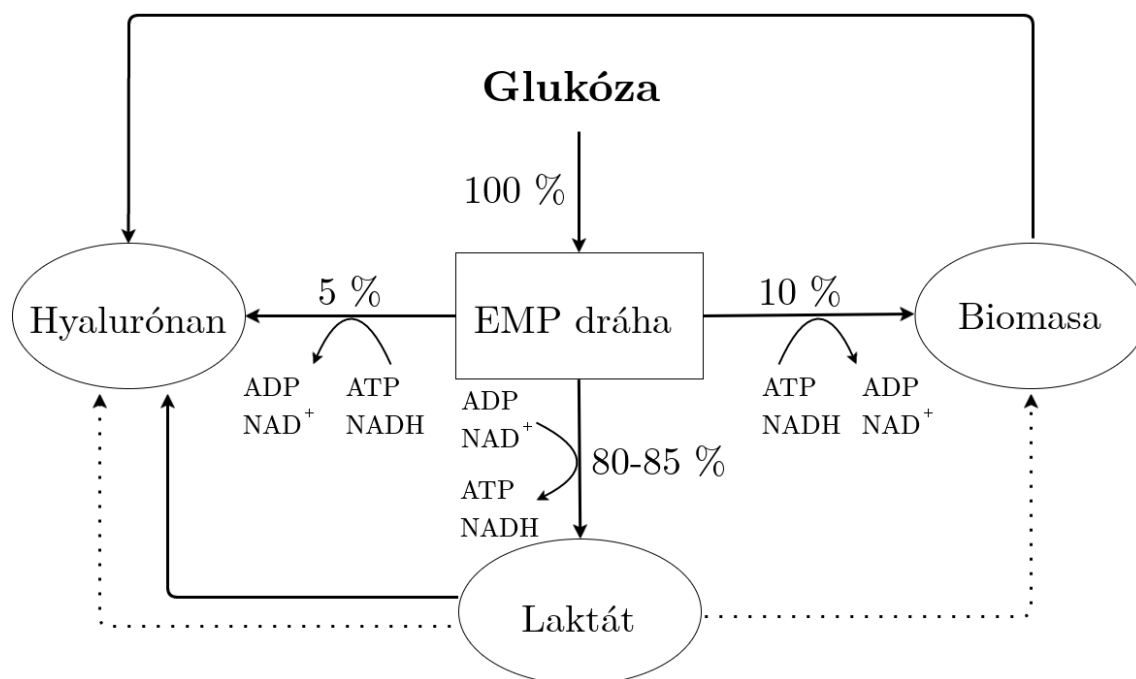 Glukóza
100 %
Hyalurónan
5 %
EMP dráha
10 %
Biomasa
ADP
NAD+
ATP
NADH
ADP
NAD+
ATP
NADH
ADP
NAD+
80-85 %
ATP
NADH
Laktát